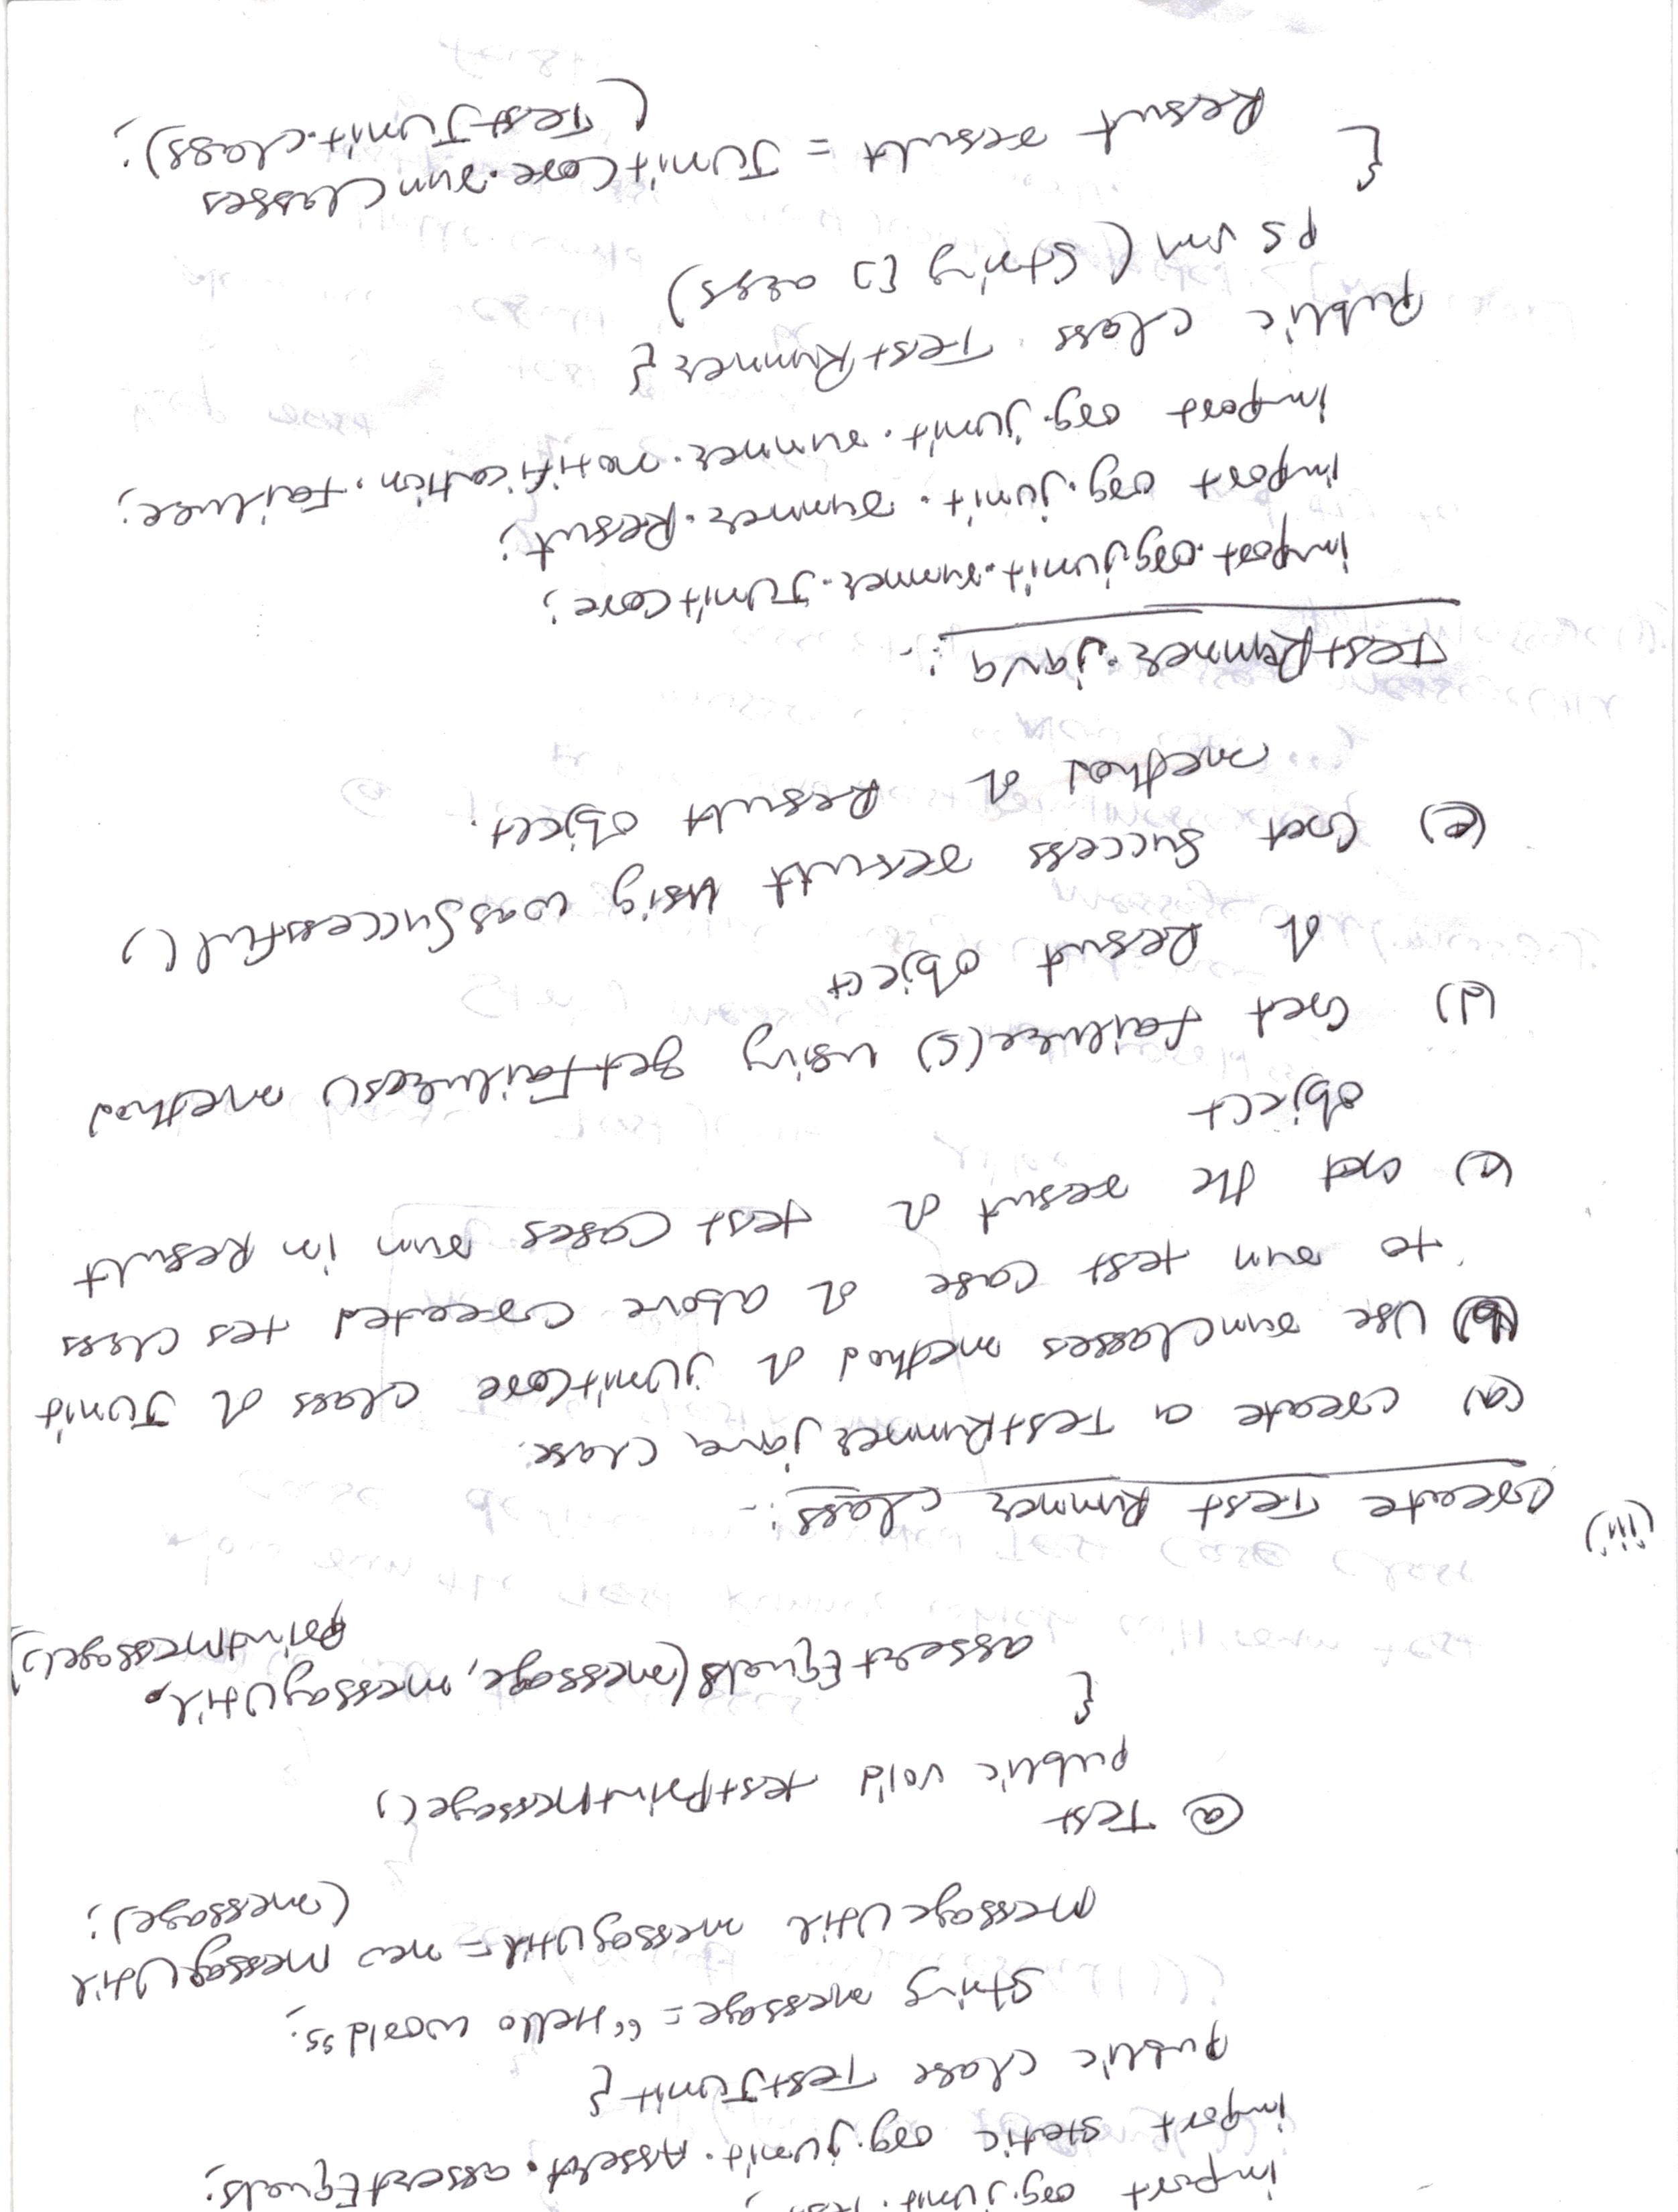 import org.junit.Test;
import static org.junit.Assert.assertEquals;
public class TestJunit {
String message = "Hello world";
MessageUtil messagUtil = new MessagUtil
(message);
@ Test
public void testPrintMessage()
{
assertEquals(message, messagUtil.
printMessage());
(iii) Create Test Runner class:-
(a) create a TestRunner java class.
(b) Use runclasses method of JUnitCore class of Junit
to run test case of above created tes class
(c) Get the result of test cases run in Result
object
(d) Get failure(s) using getFailures() method
of Result object
(e) Get Success result using wasSuccessful()
method of Result object.
TestRunner.java :-
import.org.junit.runner.JUnitCore;
import org.junit.runner.Result;
import org.junit.runner.notification.Failure;
Public class TestRunner {
ps vm (String [] args)
{
Result result = JUnitCore.runClasses
(TestJunit.class);